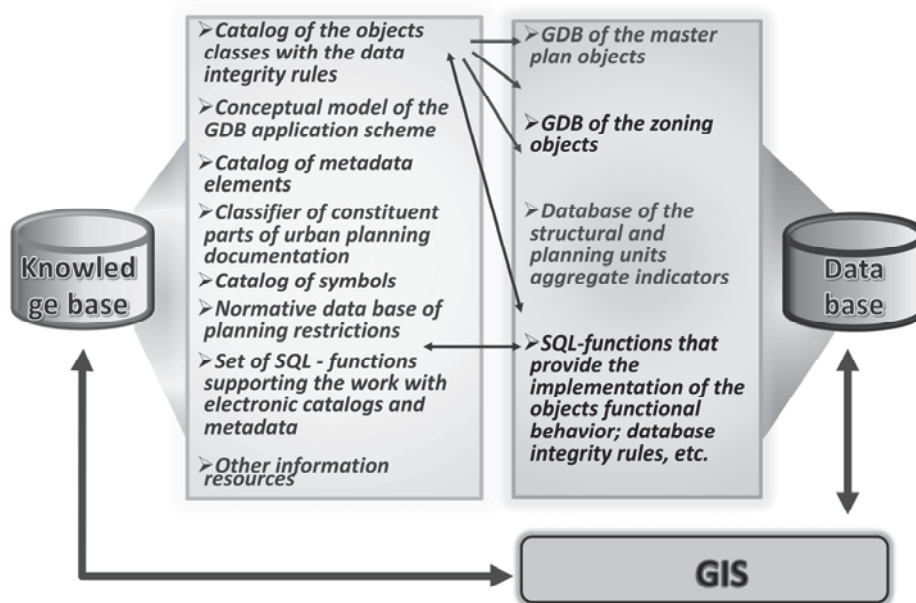 ➢Catalog of the objects
classes with the data
integrity rules
➢Conceptual model of the
GDB application scheme
➢Catalog of metadata
elements
➢Classifier of constituent
parts of urban planning
documentation
➢Catalog of symbols
➢Normative data base of
planning restrictions
➢Set of SQL - functions
supporting the work with
electronic catalogs and
metadata
➢Other information
resources
➢GDB of the master
plan objects
➢GDB of the zoning
objects
➢Database of the
structural and
planning units
aggregate indicators
➢SQL-functions that
provide the
implementation of the
objects functional
behavior; database
integrity rules, etc.
Knowled
ge base
Data
base
GIS